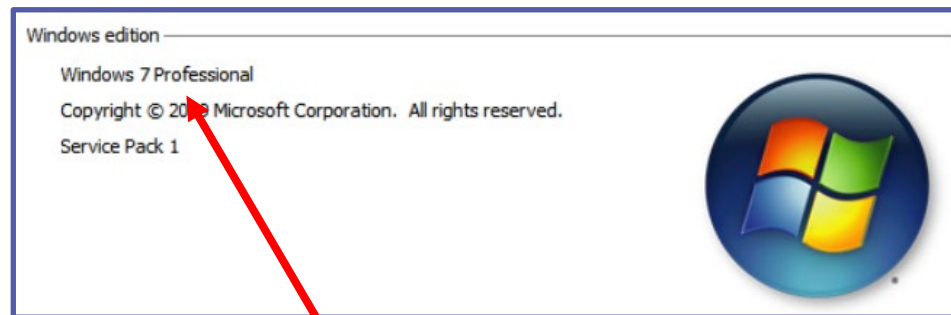 Windows edition
Windows 7 Professional
Copyright © Microsoft Corporation. All rights reserved.
Service Pack 1